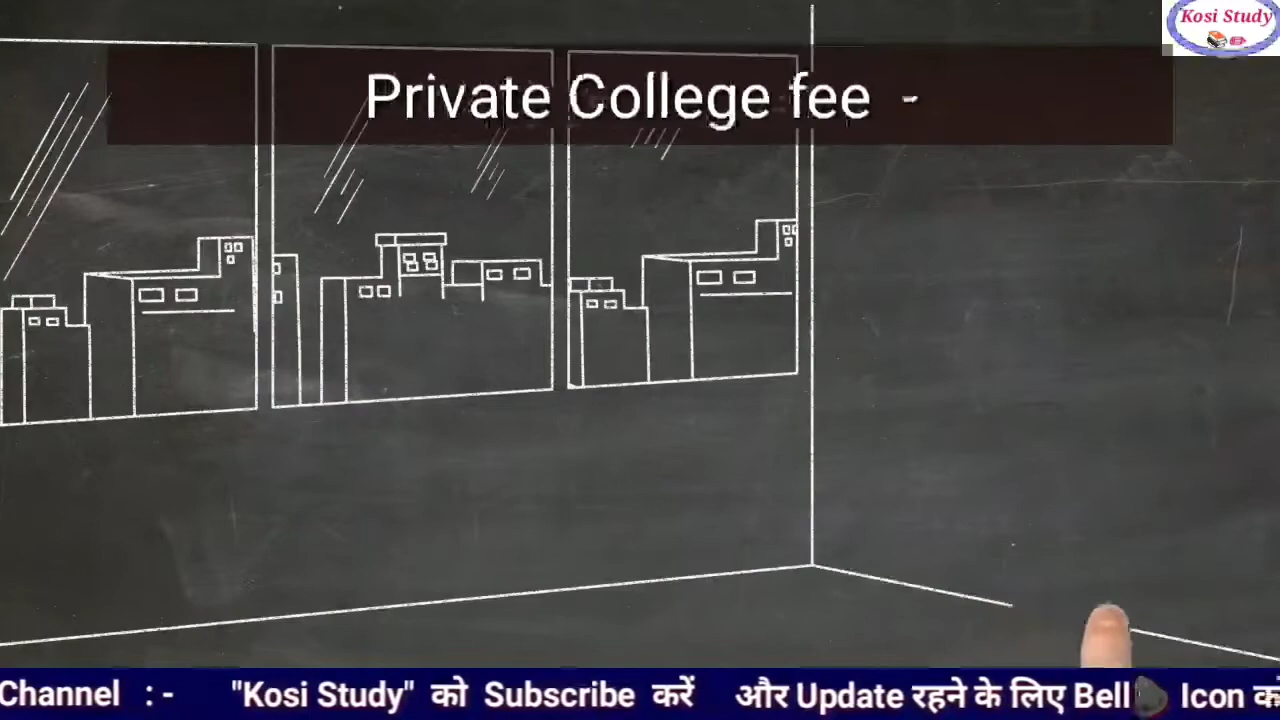 Kosi Study
Private College fee -
Channel : - "Kosi Study" को Subscribe करें और Update रहने के लिए Bell Icon